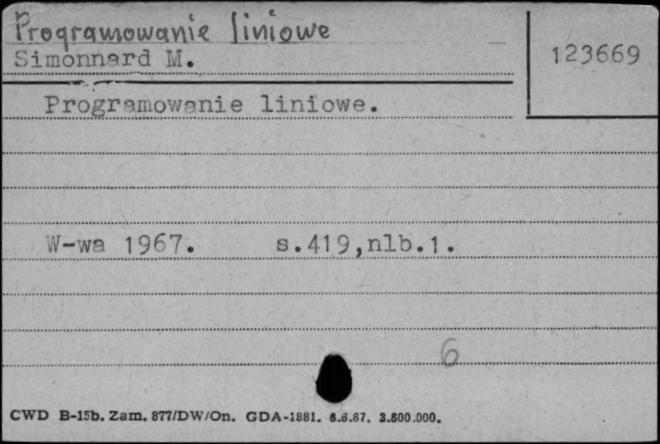 Programowanie liniowe
Simonnard M.
123669
Programowanie liniowe.
W-wa 1967. s.419,nlb.1.
6
CWD B-15b. Zam. 877/DW/On. GDA-1881. 6.6.67. 3.500.000.